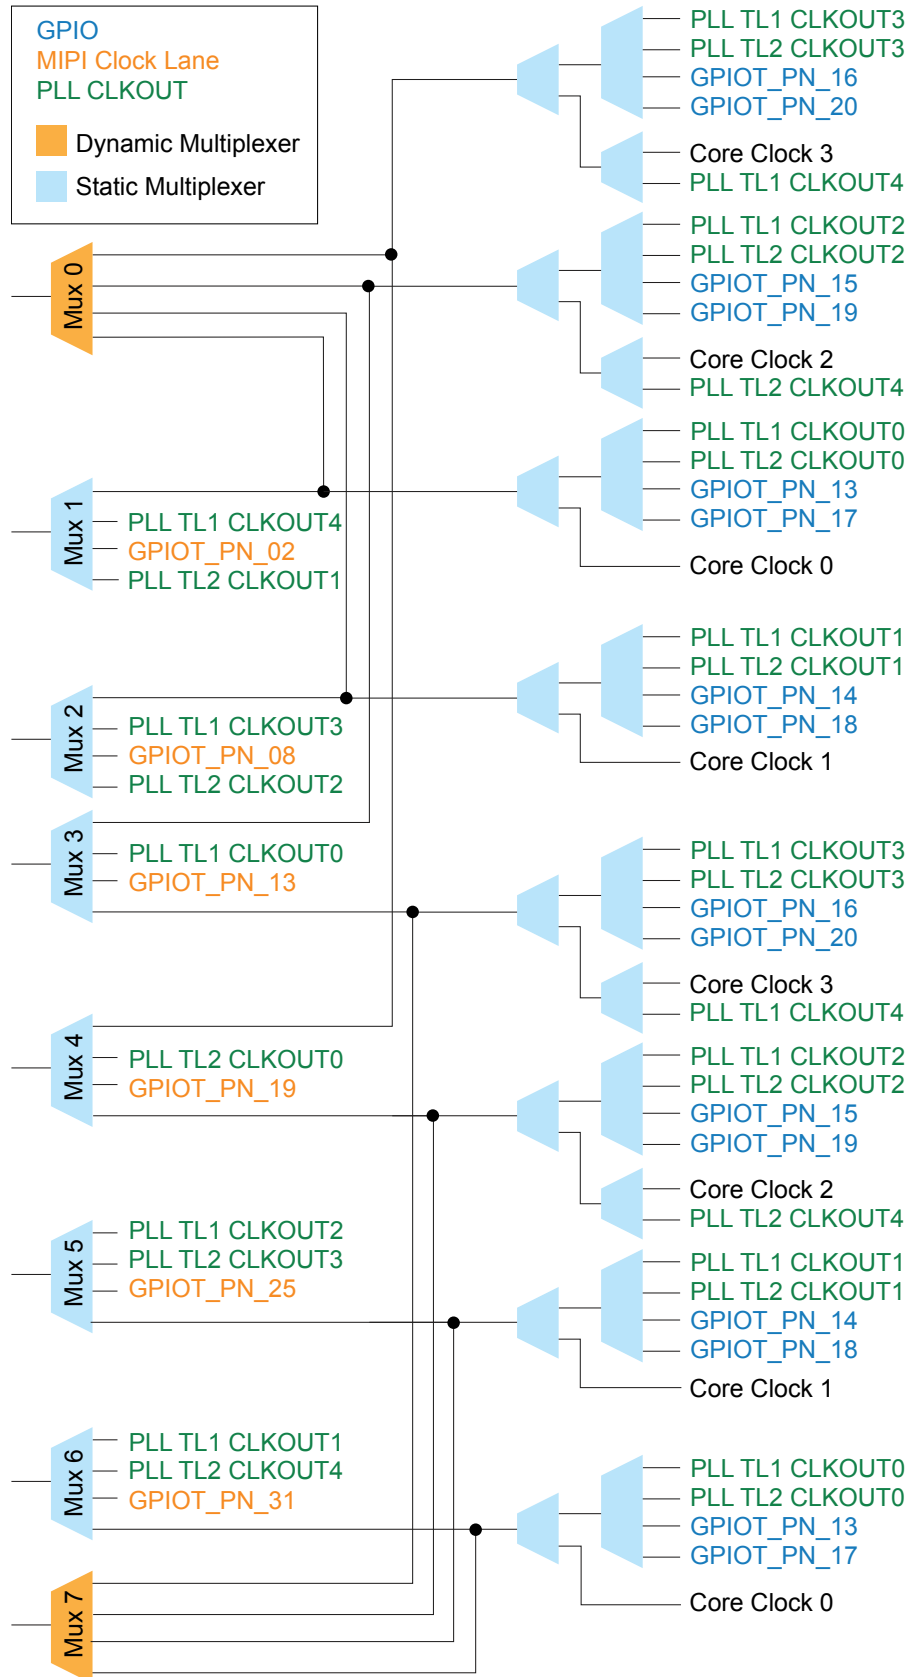 GPIO
MIPI Clock Lane
PLL CLKOUT
Dynamic Multiplexer
Static Multiplexer
PLL TL1 CLKOUT3
PLL TL2 CLKOUT3
GPIOT_PN_16
GPIOT_PN_20
Core Clock 3
PLL TL1 CLKOUT4
Mux 0
PLL TL1 CLKOUT2
PLL TL2 CLKOUT2
GPIOT_PN_15
GPIOT_PN_19
Core Clock 2
PLL TL2 CLKOUT4
PLL TL1 CLKOUT0
PLL TL2 CLKOUT0
GPIOT_PN_13
GPIOT_PN_17
Core Clock 0
Mux 1
PLL TL1 CLKOUT4
GPIOT_PN_02
PLL TL2 CLKOUT1
PLL TL1 CLKOUT1
PLL TL2 CLKOUT1
GPIOT_PN_14
GPIOT_PN_18
Core Clock 1
Mux 2
PLL TL1 CLKOUT3
GPIOT_PN_08
PLL TL2 CLKOUT2
Mux 3
PLL TL1 CLKOUT0
GPIOT_PN_13
PLL TL1 CLKOUT3
PLL TL2 CLKOUT3
GPIOT_PN_16
GPIOT_PN_20
Core Clock 3
PLL TL1 CLKOUT4
Mux 4
PLL TL2 CLKOUT0
GPIOT_PN_19
PLL TL1 CLKOUT2
PLL TL2 CLKOUT2
GPIOT_PN_15
GPIOT_PN_19
Core Clock 2
PLL TL2 CLKOUT4
Mux 5
PLL TL1 CLKOUT2
PLL TL2 CLKOUT3
GPIOT_PN_25
PLL TL1 CLKOUT1
PLL TL2 CLKOUT1
GPIOT_PN_14
GPIOT_PN_18
Core Clock 1
Mux 6
PLL TL1 CLKOUT1
PLL TL2 CLKOUT4
GPIOT_PN_31
PLL TL1 CLKOUT0
PLL TL2 CLKOUT0
GPIOT_PN_13
GPIOT_PN_17
Core Clock 0
Mux 7